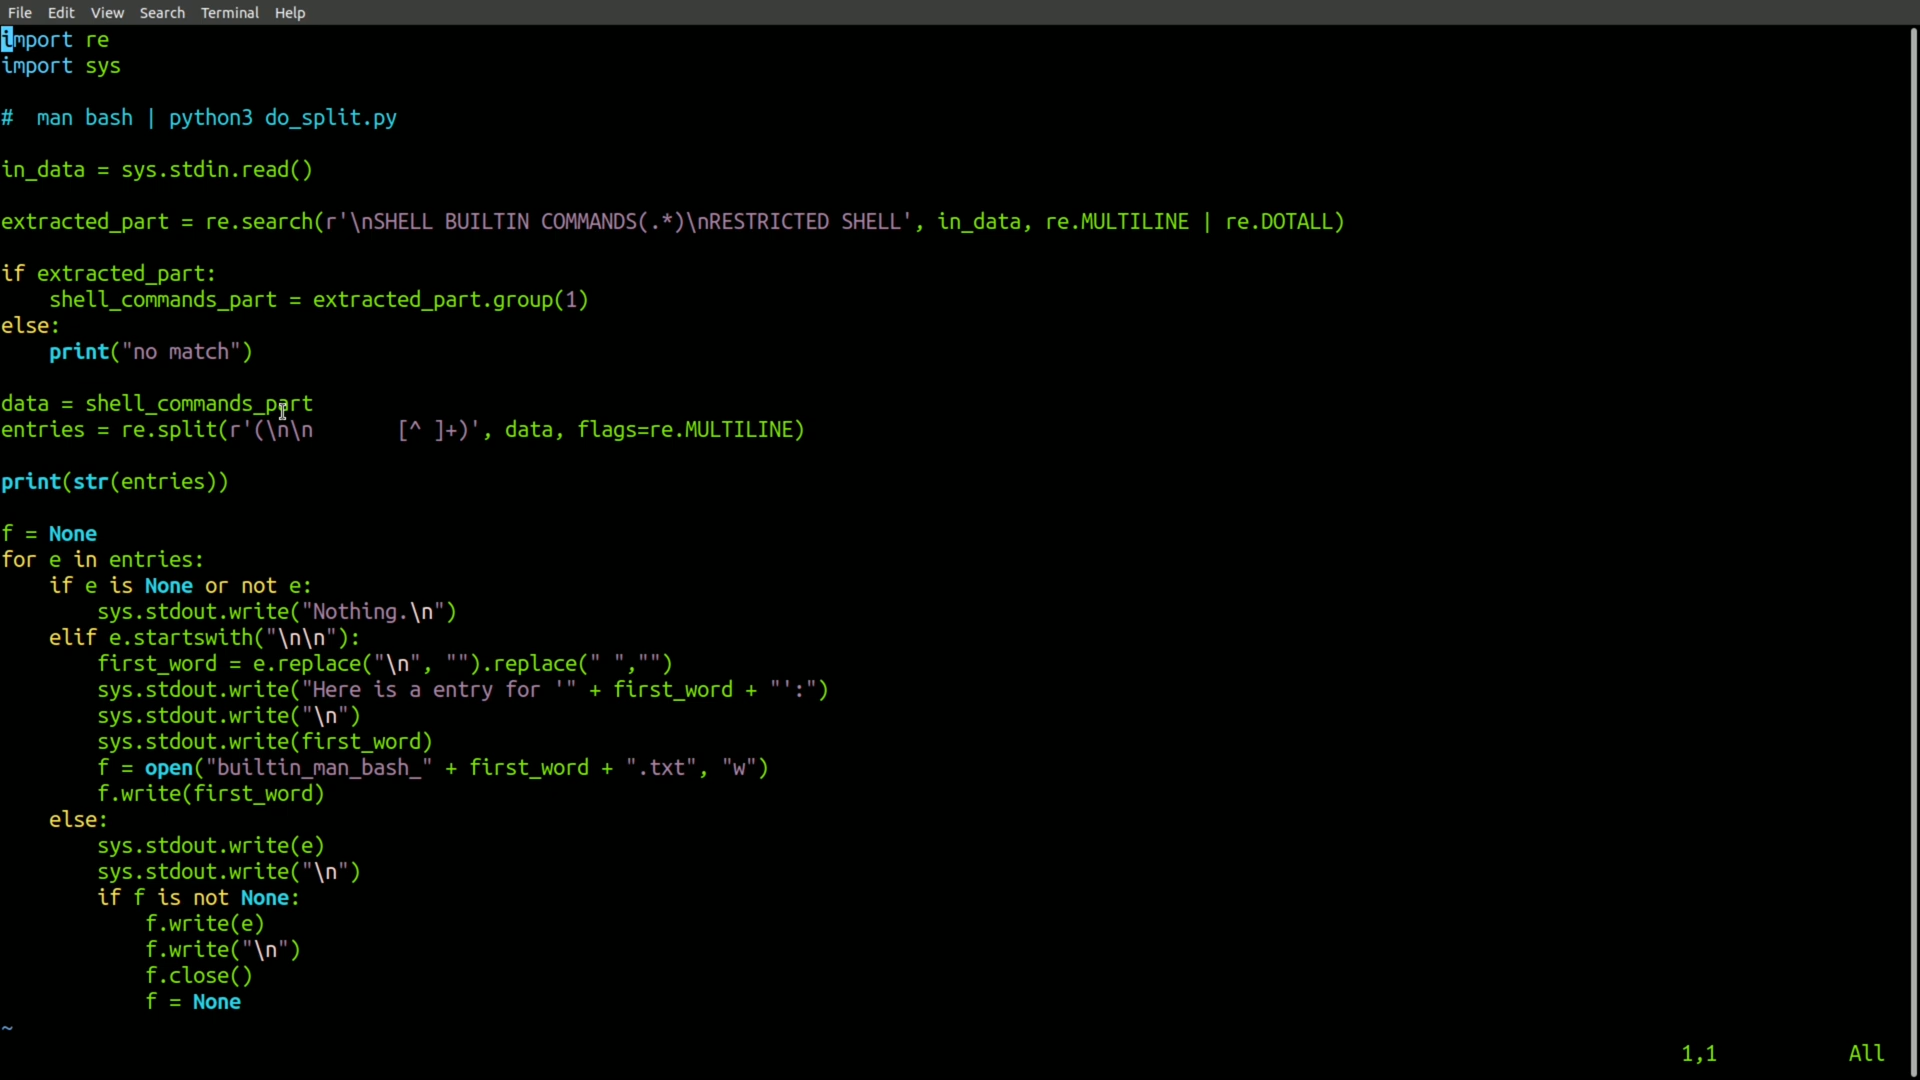 File Edit View Search Terminal Help
import re
import sys

#  man bash | python3 do_split.py

in_data = sys.stdin.read()

extracted_part = re.search(r'\nSHELL BUILTIN COMMANDS(.*)\nRESTRICTED SHELL', in_data, re.MULTILINE | re.DOTALL)

if extracted_part:
    shell_commands_part = extracted_part.group(1)
else:
    print("no match")

data = shell_commands_part
entries = re.split(r'(\n\n       [^ ]+)', data, flags=re.MULTILINE)

print(str(entries))

f = None
for e in entries:
    if e is None or not e:
        sys.stdout.write("Nothing.\n")
    elif e.startswith("\n\n"):
        first_word = e.replace("\n", "").replace(" ","")
        sys.stdout.write("Here is a entry for '" + first_word + "':")
        sys.stdout.write("\n")
        sys.stdout.write(first_word)
        f = open("builtin_man_bash_" + first_word + ".txt", "w")
        f.write(first_word)
    else:
        sys.stdout.write(e)
        sys.stdout.write("\n")
        if f is not None:
            f.write(e)
            f.write("\n")
            f.close()
            f = None
~
1,1 All